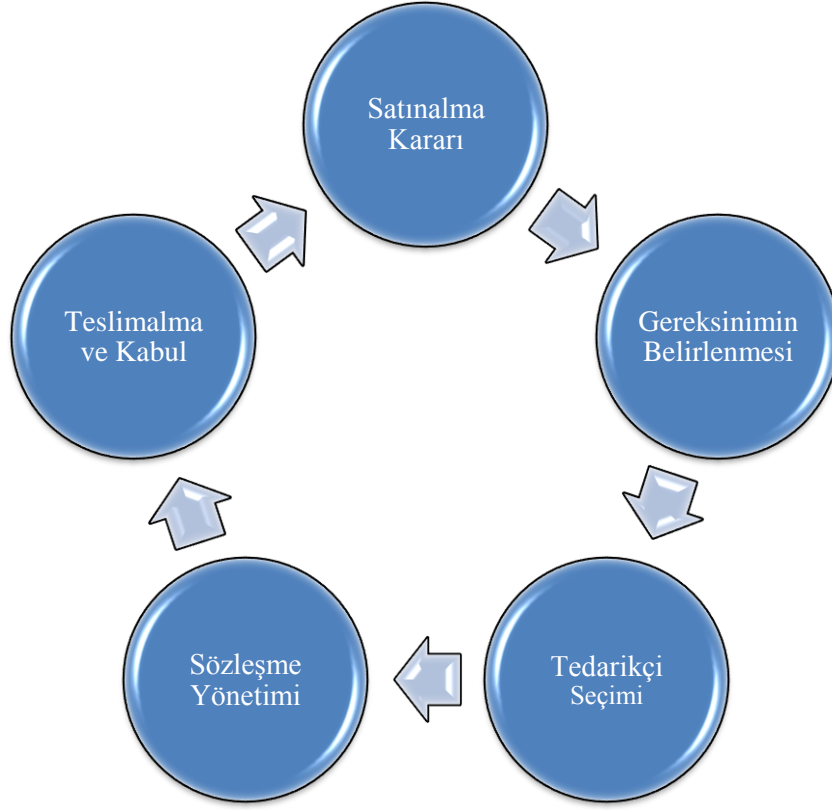 Satınalma
Kararı
Gereksinimin
Belirlenmesi
Tedarikçi
Seçimi
Sözleşme
Yönetimi
Teslimalma
ve Kabul